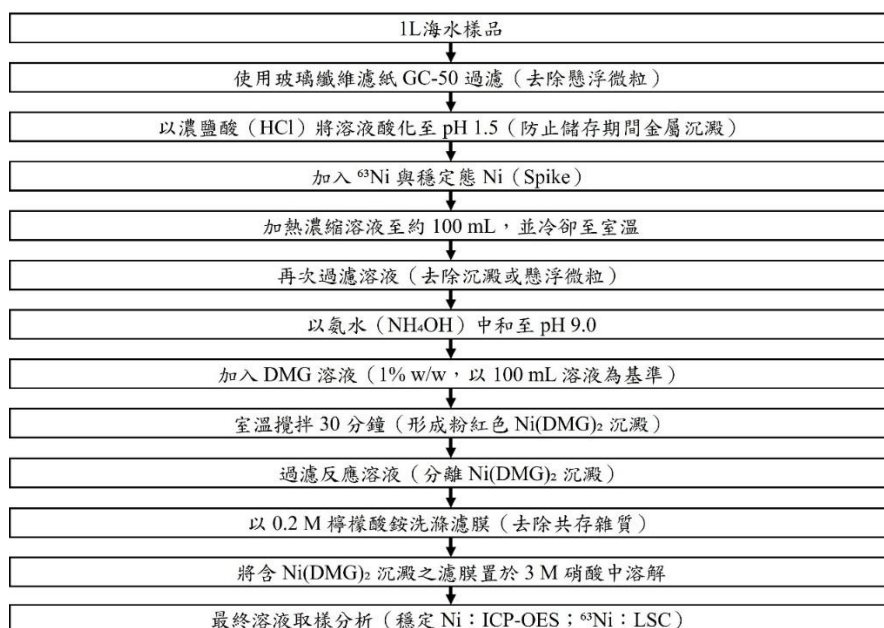 1L海水樣品
使用玻璃纖維濾紙 GC-50 過濾（去除懸浮微粒）
以濃鹽酸（HCl）將溶液酸化至 pH 1.5（防止儲存期間金屬沉澱）
加入 ⁶³Ni 與穩定態 Ni（Spike）
加熱濃縮溶液至約 100 mL，並冷卻至室溫
再次過濾溶液（去除沉澱或懸浮微粒）
以氨水（NH₄OH）中和至 pH 9.0
加入 DMG 溶液（1% w/w，以 100 mL 溶液為基準）
室溫攪拌 30 分鐘（形成粉紅色 Ni(DMG)₂ 沉澱）
過濾反應溶液（分離 Ni(DMG)₂ 沉澱）
以 0.2 M 檸檬酸銨洗滌濾膜（去除共存雜質）
將含 Ni(DMG)₂ 沉澱之濾膜置於 3 M 硝酸中溶解
最終溶液取樣分析（穩定 Ni：ICP-OES；⁶³Ni：LSC）